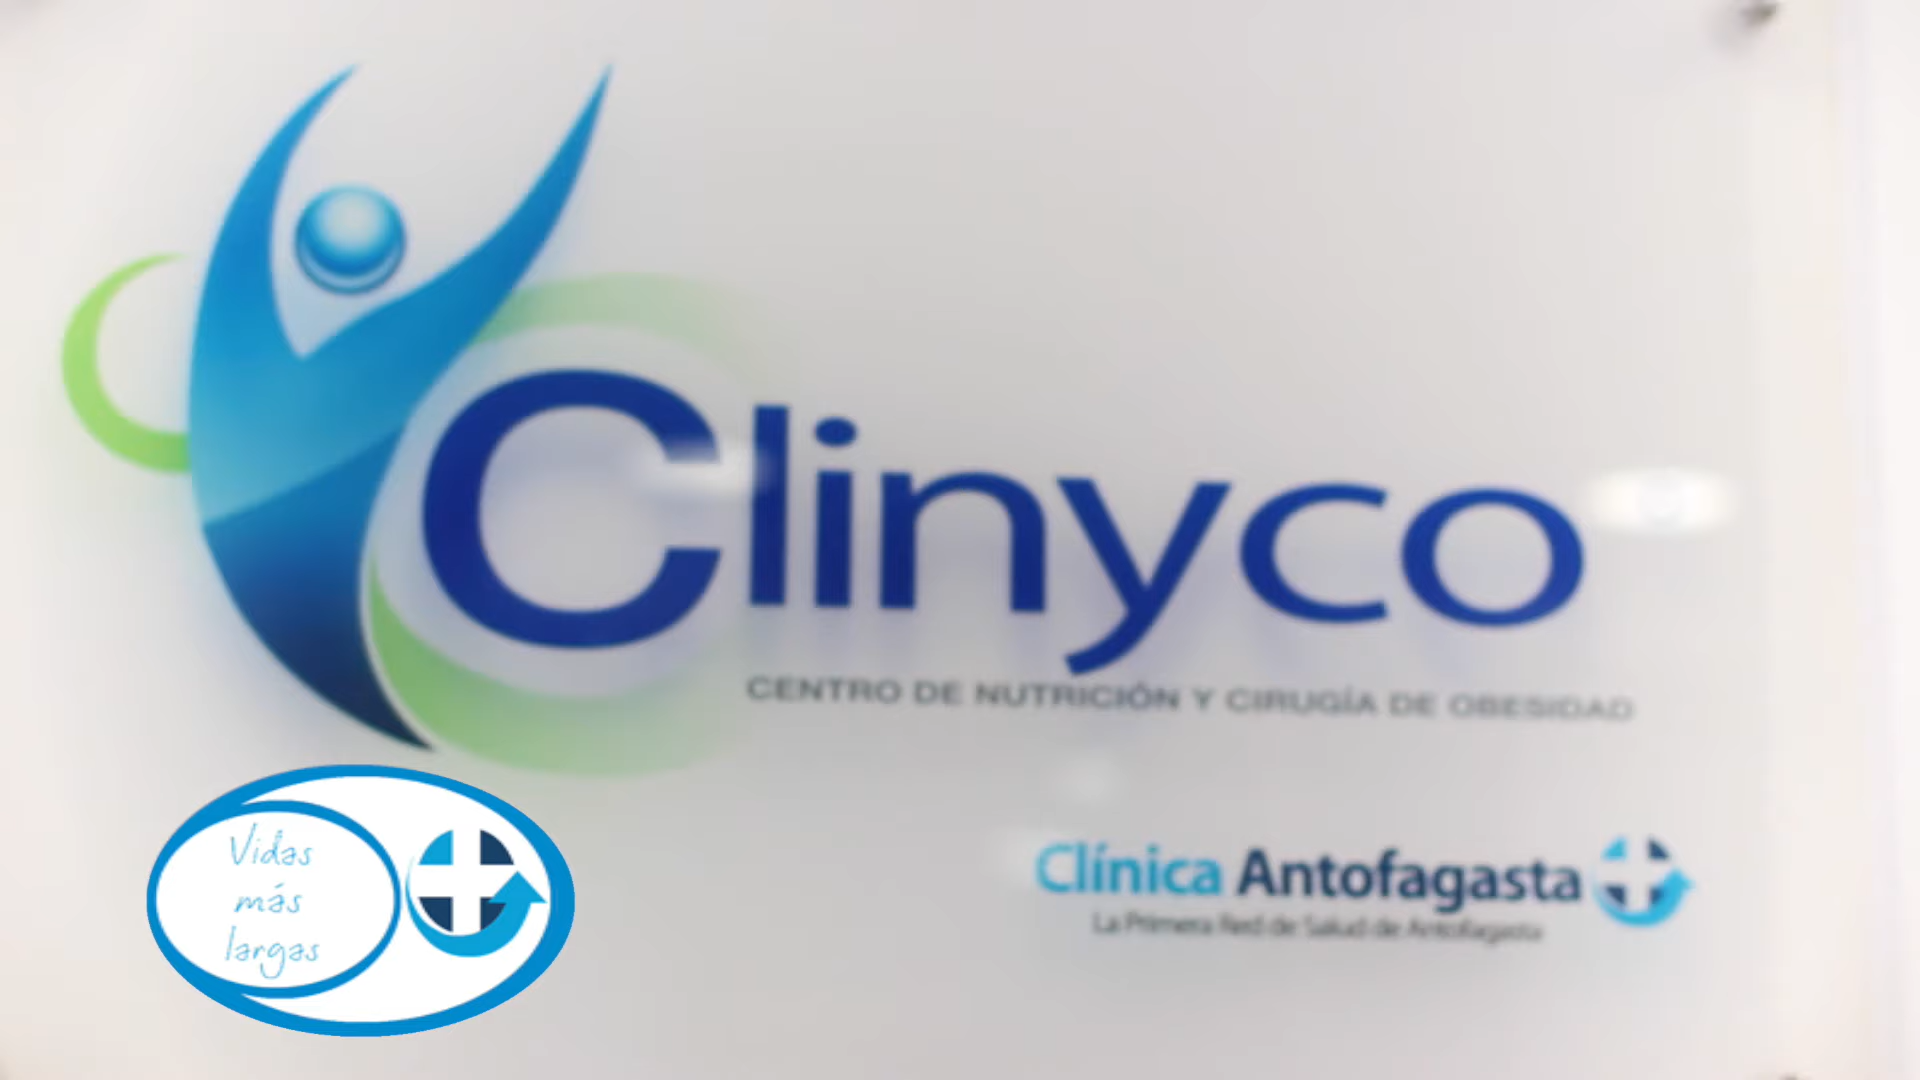 Clinyco
CENTRO DE NUTRICIÓN Y CIRUGÍA DE OBESIDAD
Vidas
más
largas
Clínica Antofagasta
La Primera Red de Salud de Antofagasta